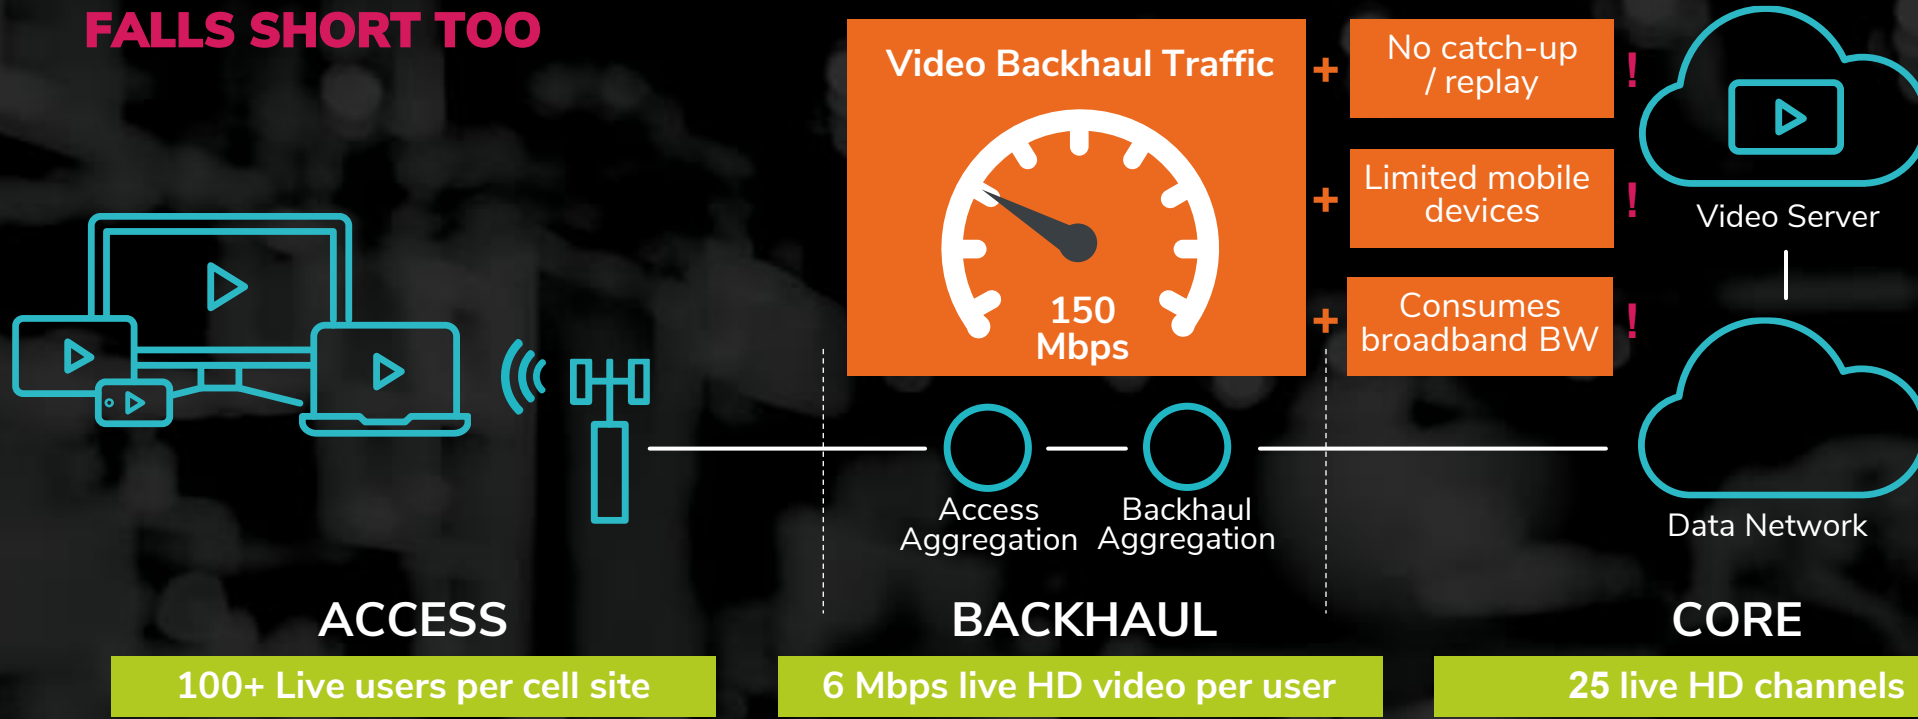 FALLS SHORT TOO
Video Backhaul Traffic
150
Mbps
+
No catch-up
/ replay
!
+
Limited mobile
devices
!
+
Consumes
broadband BW
!
Video Server
Access
Aggregation
Backhaul
Aggregation
Data Network
ACCESS
BACKHAUL
CORE
100+ Live users per cell site
6 Mbps live HD video per user
25 live HD channels